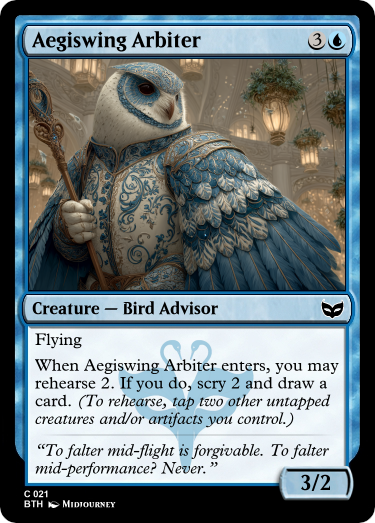 Aegiswing Arbiter 3
Creature — Bird Advisor
Flying
When Aegiswing Arbiter enters, you may
rehearse 2. If you do, scry 2 and draw a
card. (To rehearse, tap two other untapped
creatures and/or artifacts you control.)
“To falter mid-flight is forgivable. To falter
mid-performance? Never.”
3/2
C 021
BTH Midjourney